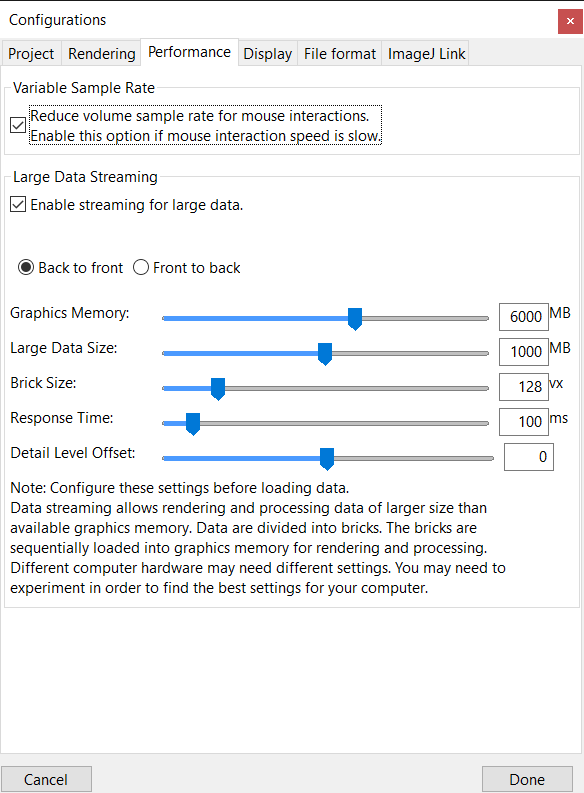 Configurations
Project Rendering Performance Display File format ImageJ Link
Variable Sample Rate
Reduce volume sample rate for mouse interactions.
Enable this option if mouse interaction speed is slow.
Large Data Streaming
Enable streaming for large data.
Back to front Front to back
Graphics Memory: 6000 MB
Large Data Size: 1000 MB
Brick Size: 128 vx
Response Time: 100 ms
Detail Level Offset: 0
Note: Configure these settings before loading data.
Data streaming allows rendering and processing data of larger size than
available graphics memory. Data are divided into bricks. The bricks are
sequentially loaded into graphics memory for rendering and processing.
Different computer hardware may need different settings. You may need to
experiment in order to find the best settings for your computer.
Cancel Done